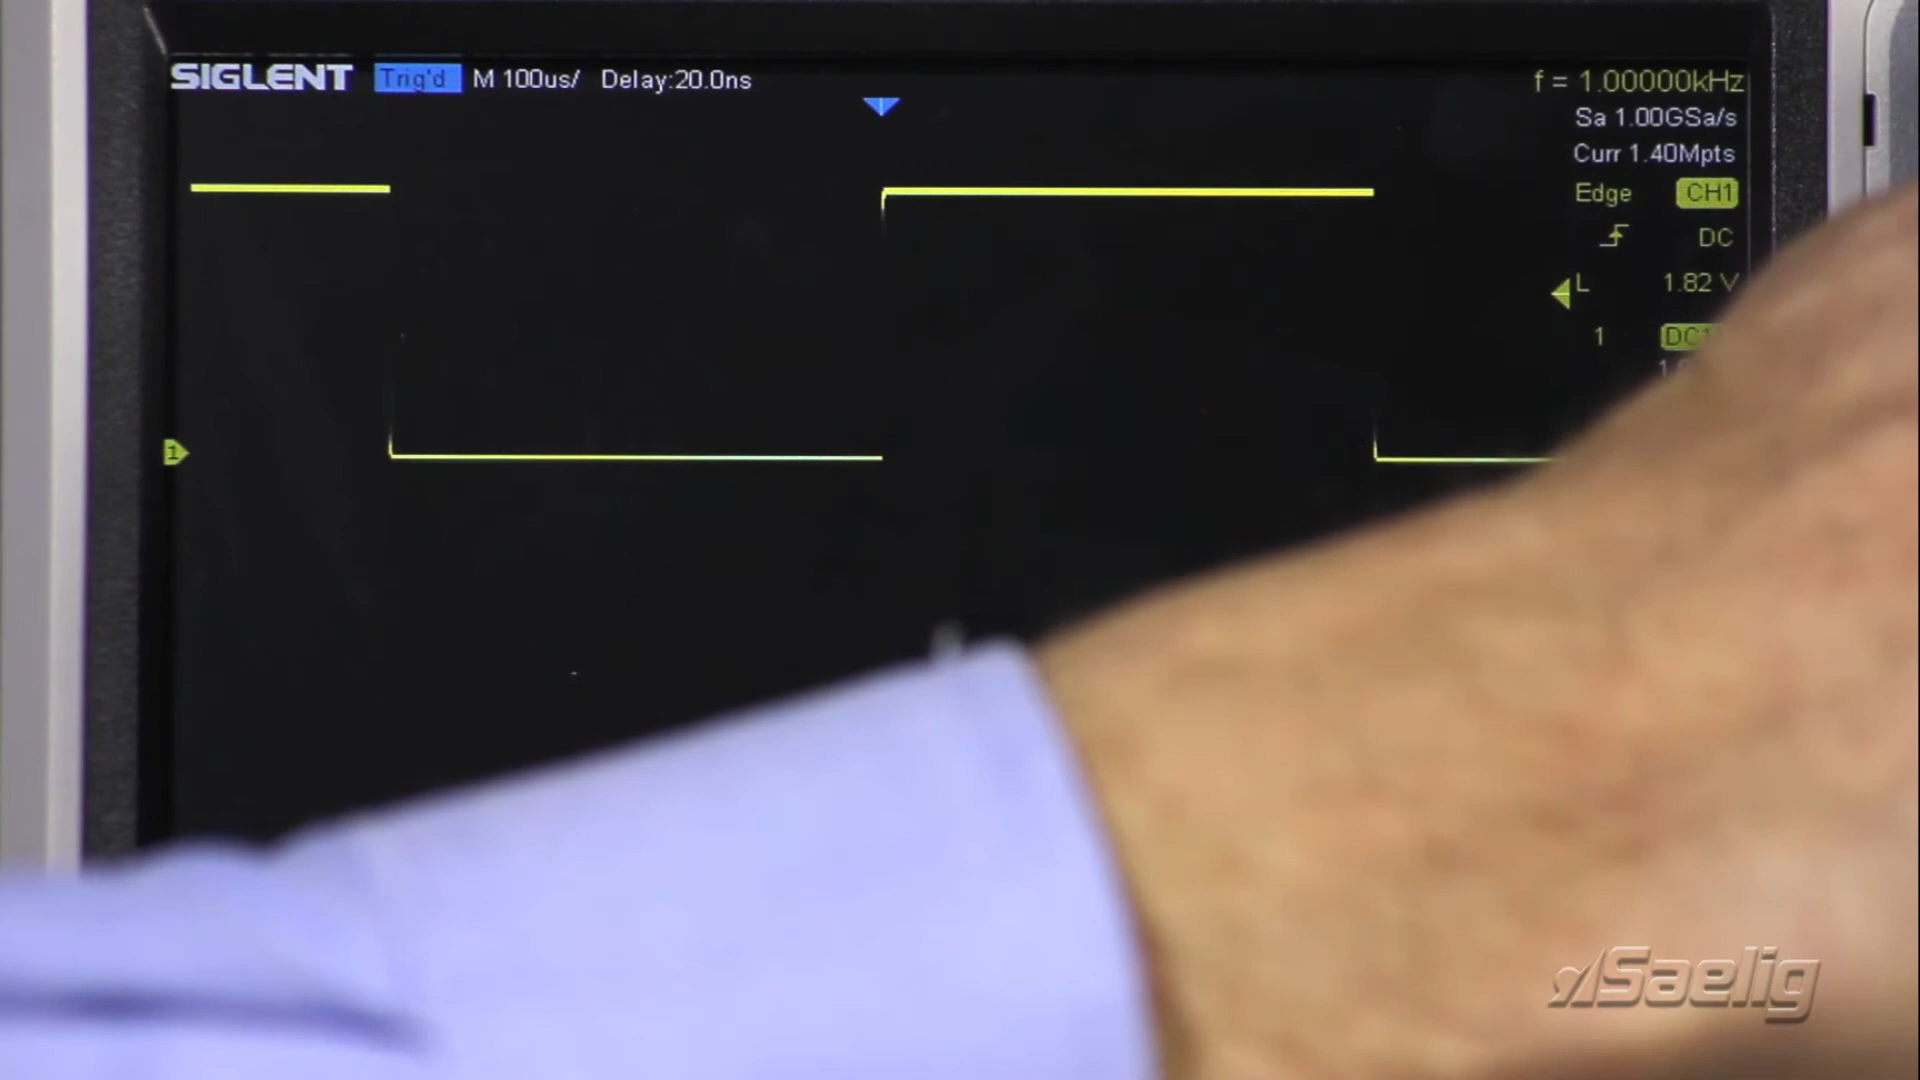 SIGLENT Trig'd M 100us/ Delay:20.0ns
f = 1.00000kHz
Sa 1.00GSa/s
Curr 1.40Mpts
Edge CH1
DC
L 1.82 V
1
1
Saelig